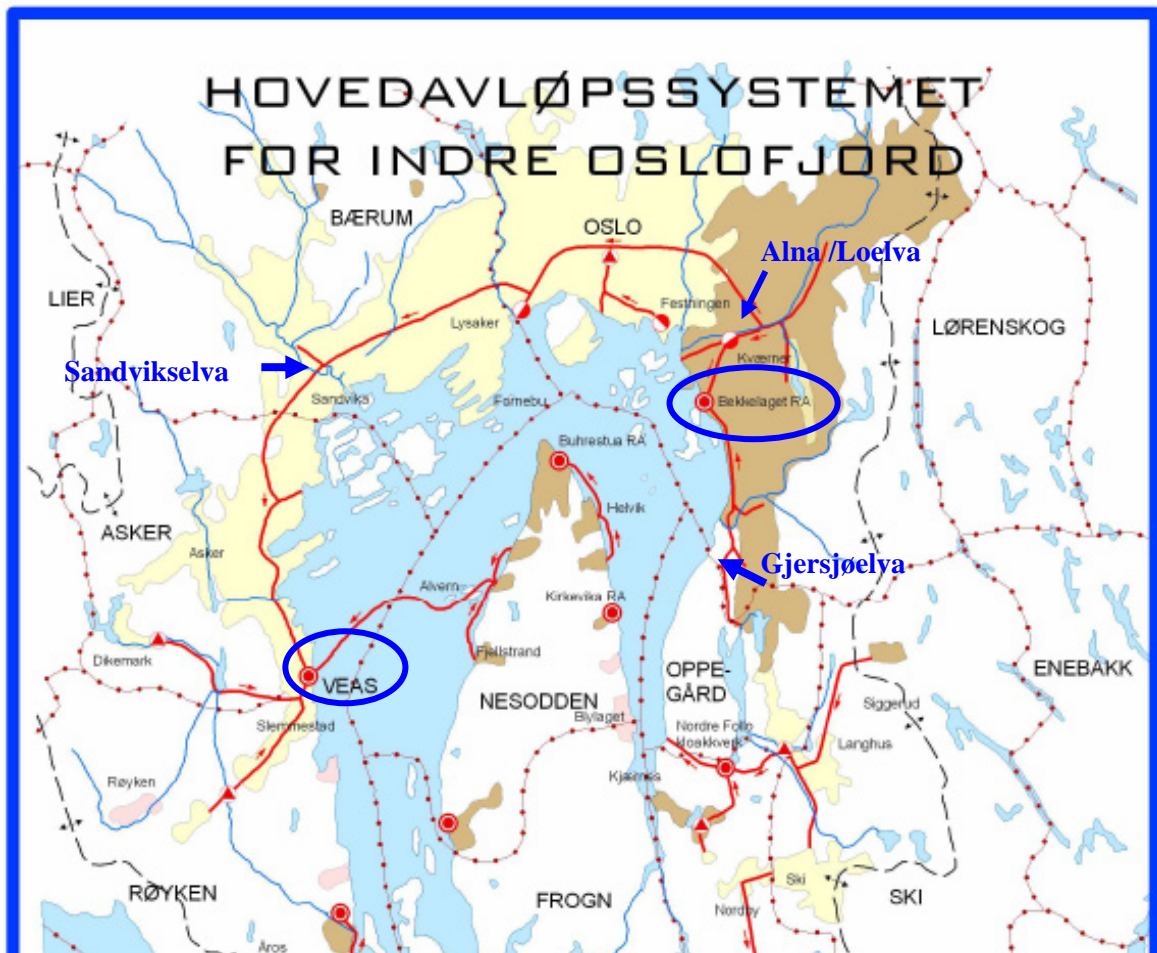 HOVEDAVLØPSSYSTEMET
FOR INDRE OSLOFJORD
BÆRUM
OSLO
Alna /Loelva
LIER
Festningen
Lysaker
LØRENSKOG
Kværner
Sandvikselva
Sandvika
Fornebu
Bekkelaget RA
Buhrestua RA
Helvik
ASKER
Asker
Gjersjøelva
Alvern
Kirkevika RA
Fjellstrand
Dikemark
OPPE-
GÅRD
ENEBAKK
VEAS
NESODDEN
Siggerud
Slemmestad
Blylaget
Nordre Follo
kloakkverk
Langhus
Røyken
Kjærnes
Ski
RØYKEN
FROGN
SKI
Nordby
Åros